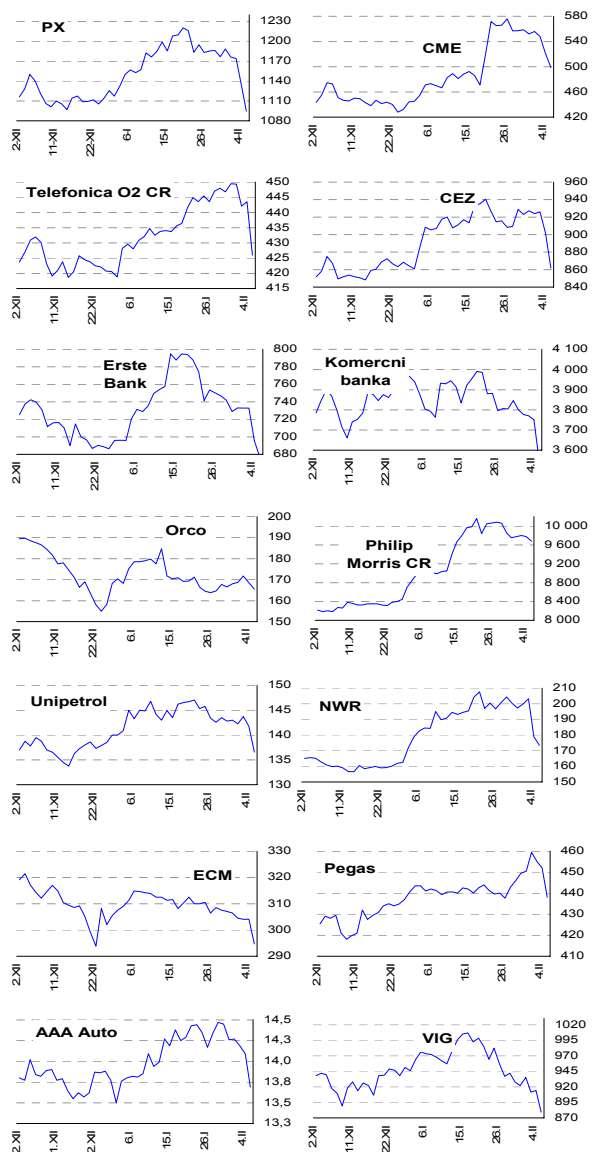 PX
1230
1200
1170
1140
1110
1080
2.XII
11.XII
22.XII
6.I
15.I
26.I
4.II
CME
580
540
500
460
420
2.XII
11.XII
22.XII
6.I
15.I
26.I
4.II
Telefonica O2 CR
450
445
440
435
430
425
420
415
2.XII
11.XII
22.XII
6.I
15.I
26.I
4.II
CEZ
960
940
920
900
880
860
840
2.XII
11.XII
22.XII
6.I
15.I
26.I
4.II
Erste
Bank
800
780
760
740
720
700
680
2.XII
11.XII
22.XII
6.I
15.I
26.I
4.II
Komercni
banka
4 100
4 000
3 900
3 800
3 700
3 600
2.XII
11.XII
22.XII
6.I
15.I
26.I
4.II
Orco
200
190
180
170
160
150
2.XII
11.XII
22.XII
6.I
15.I
26.I
4.II
Philip
Morris CR
10 000
9 600
9 200
8 800
8 400
8 000
2.XII
11.XII
22.XII
6.I
15.I
26.I
4.II
Unipetrol
150
145
140
135
130
2.XII
11.XII
22.XII
6.I
15.I
26.I
4.II
NWR
210
200
190
180
170
160
150
2.XII
11.XII
22.XII
6.I
15.I
26.I
4.II
ECM
330
320
310
300
290
2.XII
11.XII
22.XII
6.I
15.I
26.I
4.II
Pegas
460
450
440
430
420
410
2.XII
11.XII
22.XII
6.I
15.I
26.I
4.II
AAA Auto
14,5
14,3
14,0
13,8
13,5
13,3
2.XII
11.XII
22.XII
6.I
15.I
26.I
4.II
VIG
1020
995
970
945
920
895
870
2.XII
11.XII
22.XII
6.I
15.I
26.I
4.II